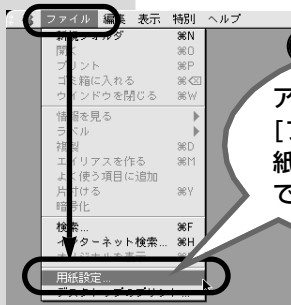 ファイル 編集 表示 特別 ヘルプ
新規フォルダ ⌘N
開く ⌘O
プリント ⌘P
ゴミ箱に入れる ⌘⌫
ウインドウを閉じる ⌘W
情報を見る
ラベル
複製 ⌘D
エイリアスを作る ⌘M
よく使う項目に追加
片付ける ⌘Y
暗号化
検索... ⌘F
インターネット検索... ⌘H
用紙設定...
ア
[フ
紙
で